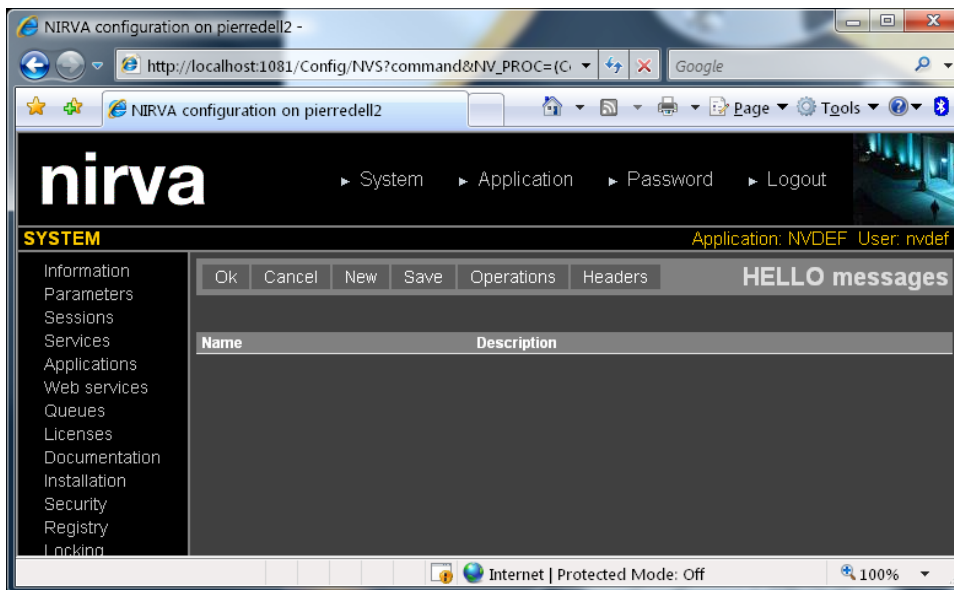 NIRVA configuration on pierredell2 -
http://localhost:1081/Config/NVS?command&NV_PROC=(C
Google
NIRVA configuration on pierredell2
Page
Tools
nirva
System
Application
Password
Logout
SYSTEM
Application: NVDEF User: nvdef
Information
Parameters
Sessions
Services
Applications
Web services
Queues
Licenses
Documentation
Installation
Security
Registry
Locking
Ok Cancel New Save Operations Headers
HELLO messages
Name Description
Internet | Protected Mode: Off
100%